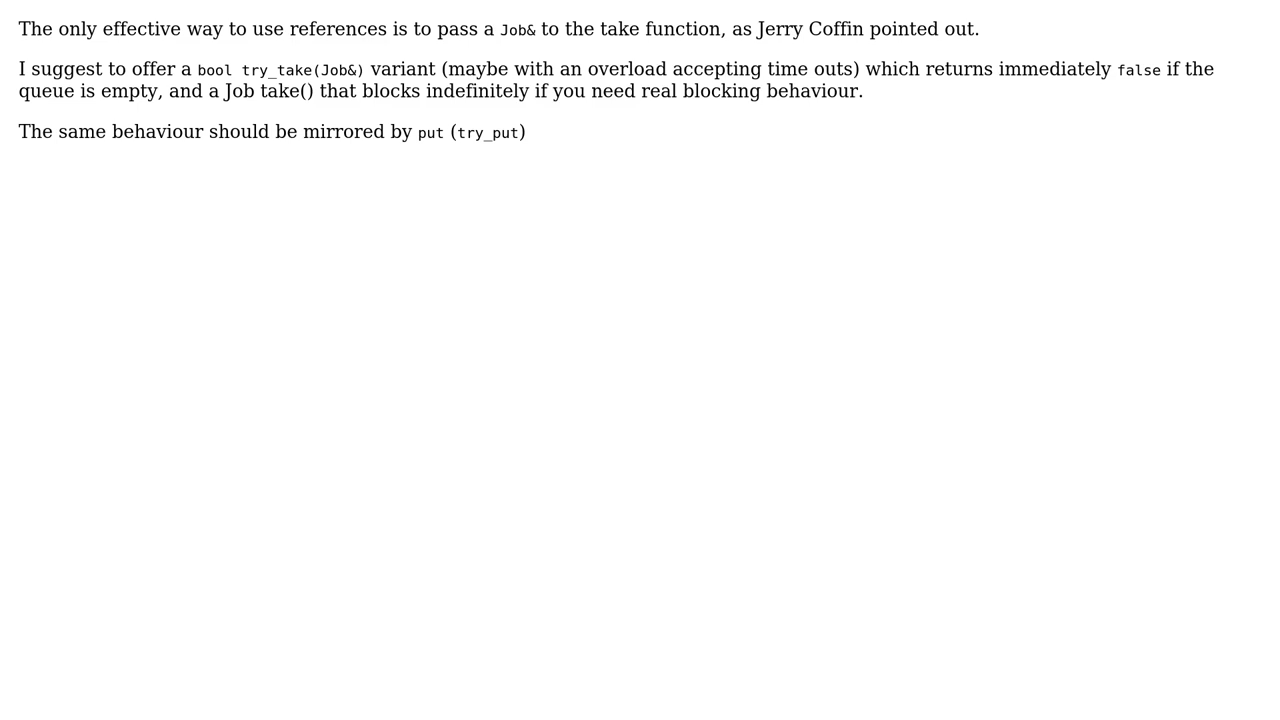 The only effective way to use references is to pass a Job& to the take function, as Jerry Coffin pointed out.
I suggest to offer a bool try_take(Job&) variant (maybe with an overload accepting time outs) which returns immediately false if the
queue is empty, and a Job take() that blocks indefinitely if you need real blocking behaviour.
The same behaviour should be mirrored by put (try_put)